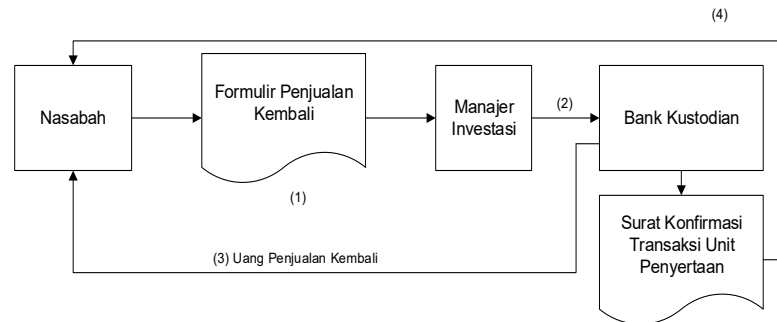 (4)
Nasabah
Formulir Penjualan
Kembali
(1)
Manajer
Investasi
(2)
Bank Kustodian
(3) Uang Penjualan Kembali
Surat Konfirmasi
Transaksi Unit
Penyertaan